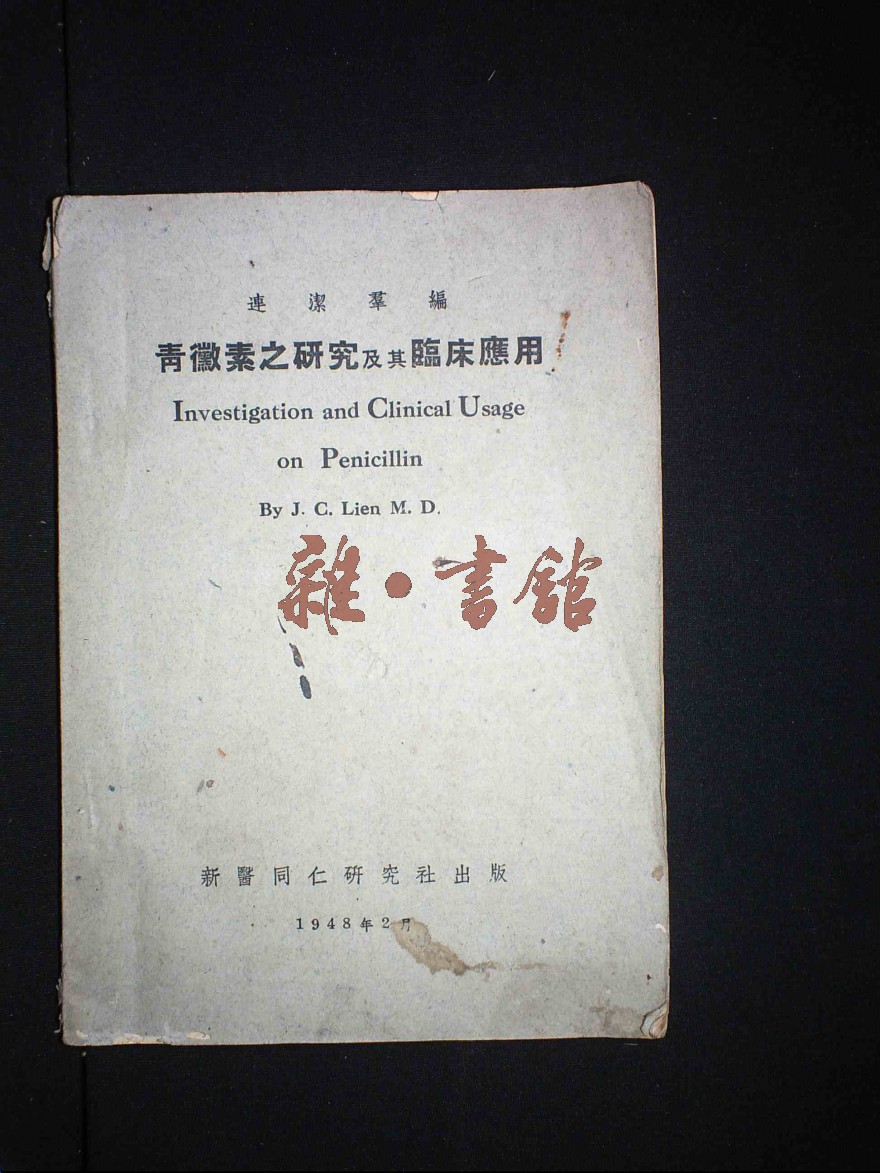 連潔羣編
青黴素之研究及其臨床應用
Investigation and Clinical Usage
on Penicillin
By J. C. Lien M. D.
雜·書館
新醫同仁研究社出版
1948年2月